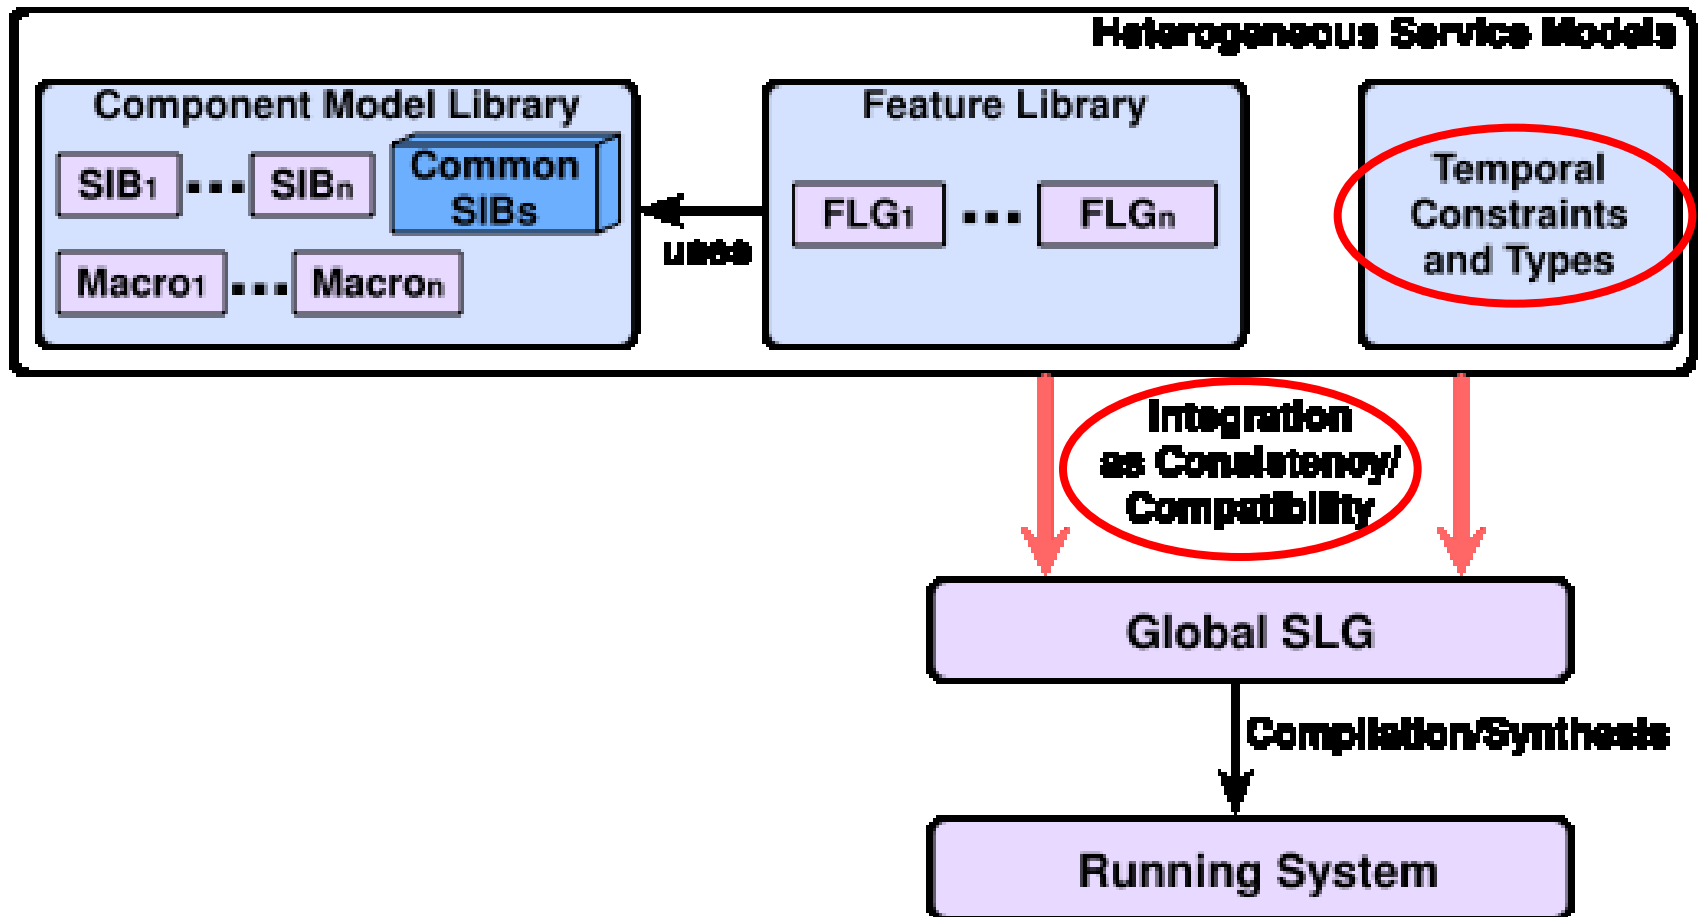 Heterogeneous Service Models
Component Model Library
SIB1 ... SIBn
Common
SIBs
Macro1 ... Macron
uses
Feature Library
FLG1 ... FLGn
Temporal
Constraints
and Types
Integration
as Consistency/
Compatibility
Global SLG
Compilation/Synthesis
Running System